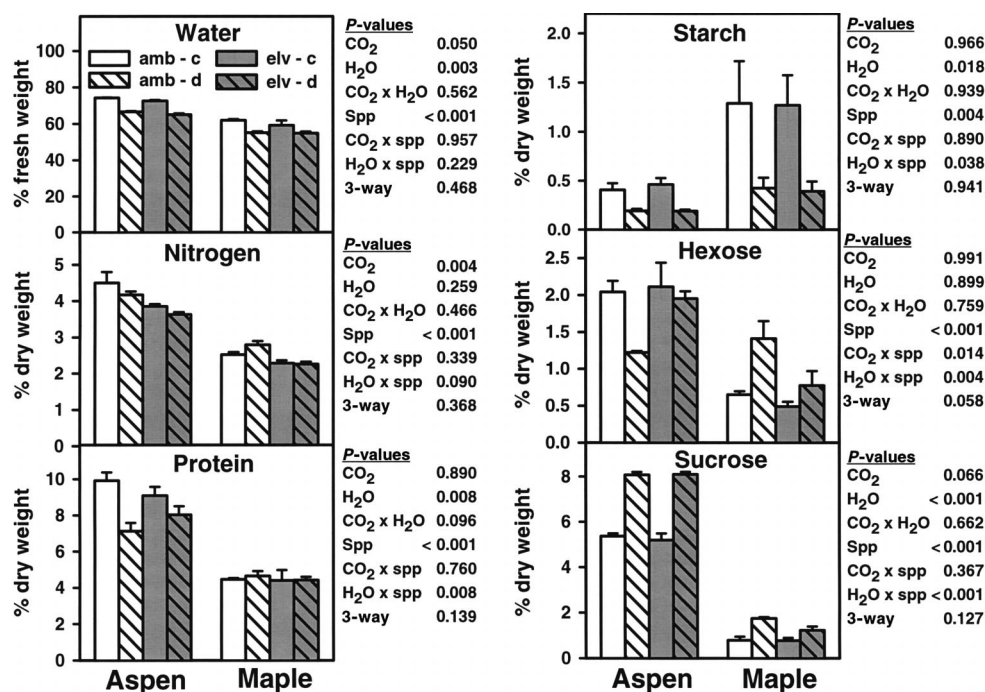 Water
% fresh weight
100
80
60
40
20
0
amb - c
elv - c
amb - d
elv - d
P-values
CO2 0.050
H2O 0.003
CO2 x H2O 0.562
Spp < 0.001
CO2 x spp 0.957
H2O x spp 0.229
3-way 0.468
Nitrogen
% dry weight
5
4
3
2
1
0
P-values
CO2 0.004
H2O 0.259
CO2 x H2O 0.466
Spp < 0.001
CO2 x spp 0.339
H2O x spp 0.090
3-way 0.368
Protein
% dry weight
10
8
6
4
2
0
P-values
CO2 0.890
H2O 0.008
CO2 x H2O 0.096
Spp < 0.001
CO2 x spp 0.760
H2O x spp 0.008
3-way 0.139
Aspen Maple
Starch
% dry weight
2.0
1.5
1.0
0.5
0.0
P-values
CO2 0.966
H2O 0.018
CO2 x H2O 0.939
Spp 0.004
CO2 x spp 0.890
H2O x spp 0.038
3-way 0.941
Hexose
% dry weight
2.5
2.0
1.5
1.0
0.5
0.0
P-values
CO2 0.991
H2O 0.899
CO2 x H2O 0.759
Spp < 0.001
CO2 x spp 0.014
H2O x spp 0.004
3-way 0.058
Sucrose
% dry weight
8
6
4
2
0
P-values
CO2 0.066
H2O < 0.001
CO2 x H2O 0.662
Spp < 0.001
CO2 x spp 0.367
H2O x spp < 0.001
3-way 0.127
Aspen Maple